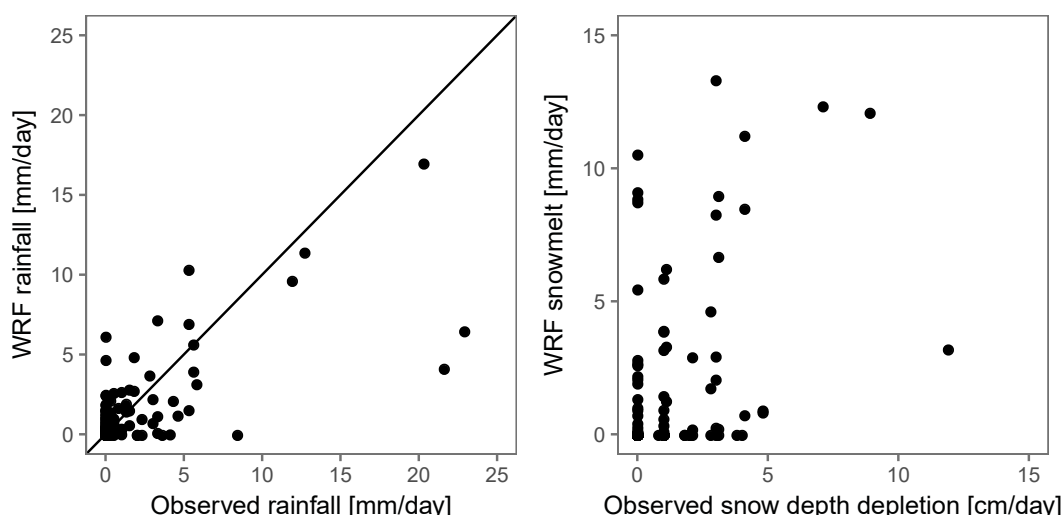 WRF rainfall [mm/day]
25
20
15
10
5
0
0 5 10 15 20 25
Observed rainfall [mm/day]
WRF snowmelt [mm/day]
15
10
5
0
0 5 10 15
Observed snow depth depletion [cm/day]